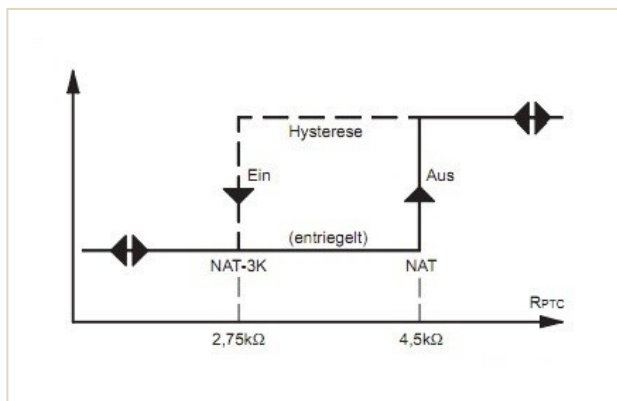 Hysterese
Ein
Aus
(entriegelt)
NAT-3K
NAT
RPTC
2,75kΩ
4,5kΩ